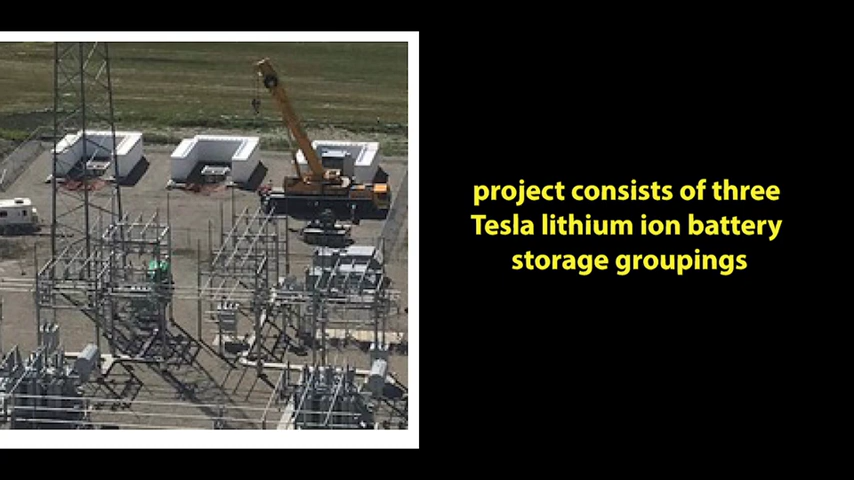 project consists of three
Tesla lithium ion battery
storage groupings